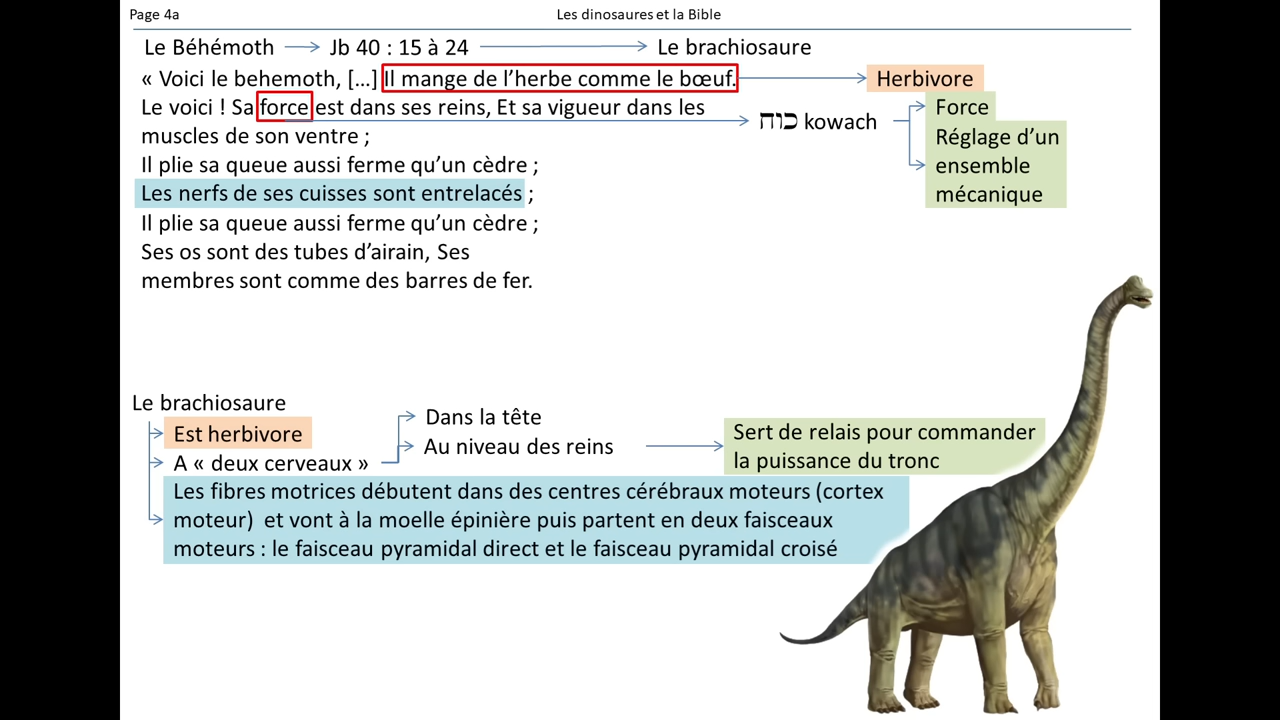 Page 4a
Les dinosaures et la Bible
Le Béhémoth
Jb 40 : 15 à 24
Le brachiosaure
« Voici le behemoth, […] Il mange de l’herbe comme le bœuf.
Herbivore
Le voici ! Sa force est dans ses reins, Et sa vigueur dans les
muscles de son ventre ;
כוח kowach
Force
Réglage d’un
ensemble
mécanique
Il plie sa queue aussi ferme qu’un cèdre ;
Les nerfs de ses cuisses sont entrelacés ;
Il plie sa queue aussi ferme qu’un cèdre ;
Ses os sont des tubes d’airain, Ses
membres sont comme des barres de fer.
Le brachiosaure
Est herbivore
A « deux cerveaux »
Dans la tête
Au niveau des reins
Sert de relais pour commander
la puissance du tronc
Les fibres motrices débutent dans des centres cérébraux moteurs (cortex
moteur) et vont à la moelle épinière puis partent en deux faisceaux
moteurs : le faisceau pyramidal direct et le faisceau pyramidal croisé